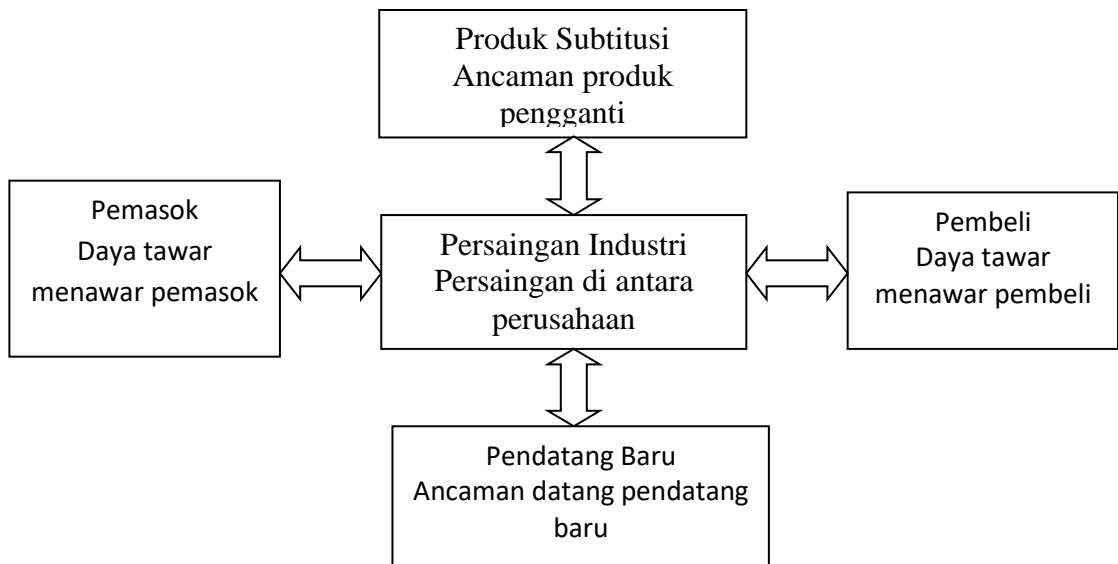 Produk Subtitusi
Ancaman produk
pengganti
Pemasok
Daya tawar
menawar pemasok
Persaingan Industri
Persaingan di antara
perusahaan
Pembeli
Daya tawar
menawar pembeli
Pendatang Baru
Ancaman datang pendatang
baru